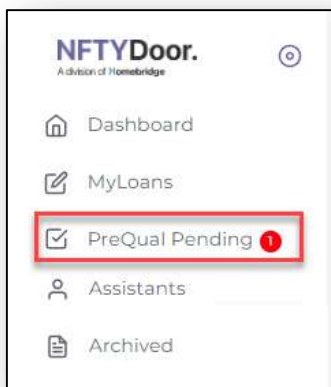 NFTYDoor.
A division of Homebridge
Dashboard
MyLoans
PreQual Pending 1
Assistants
Archived